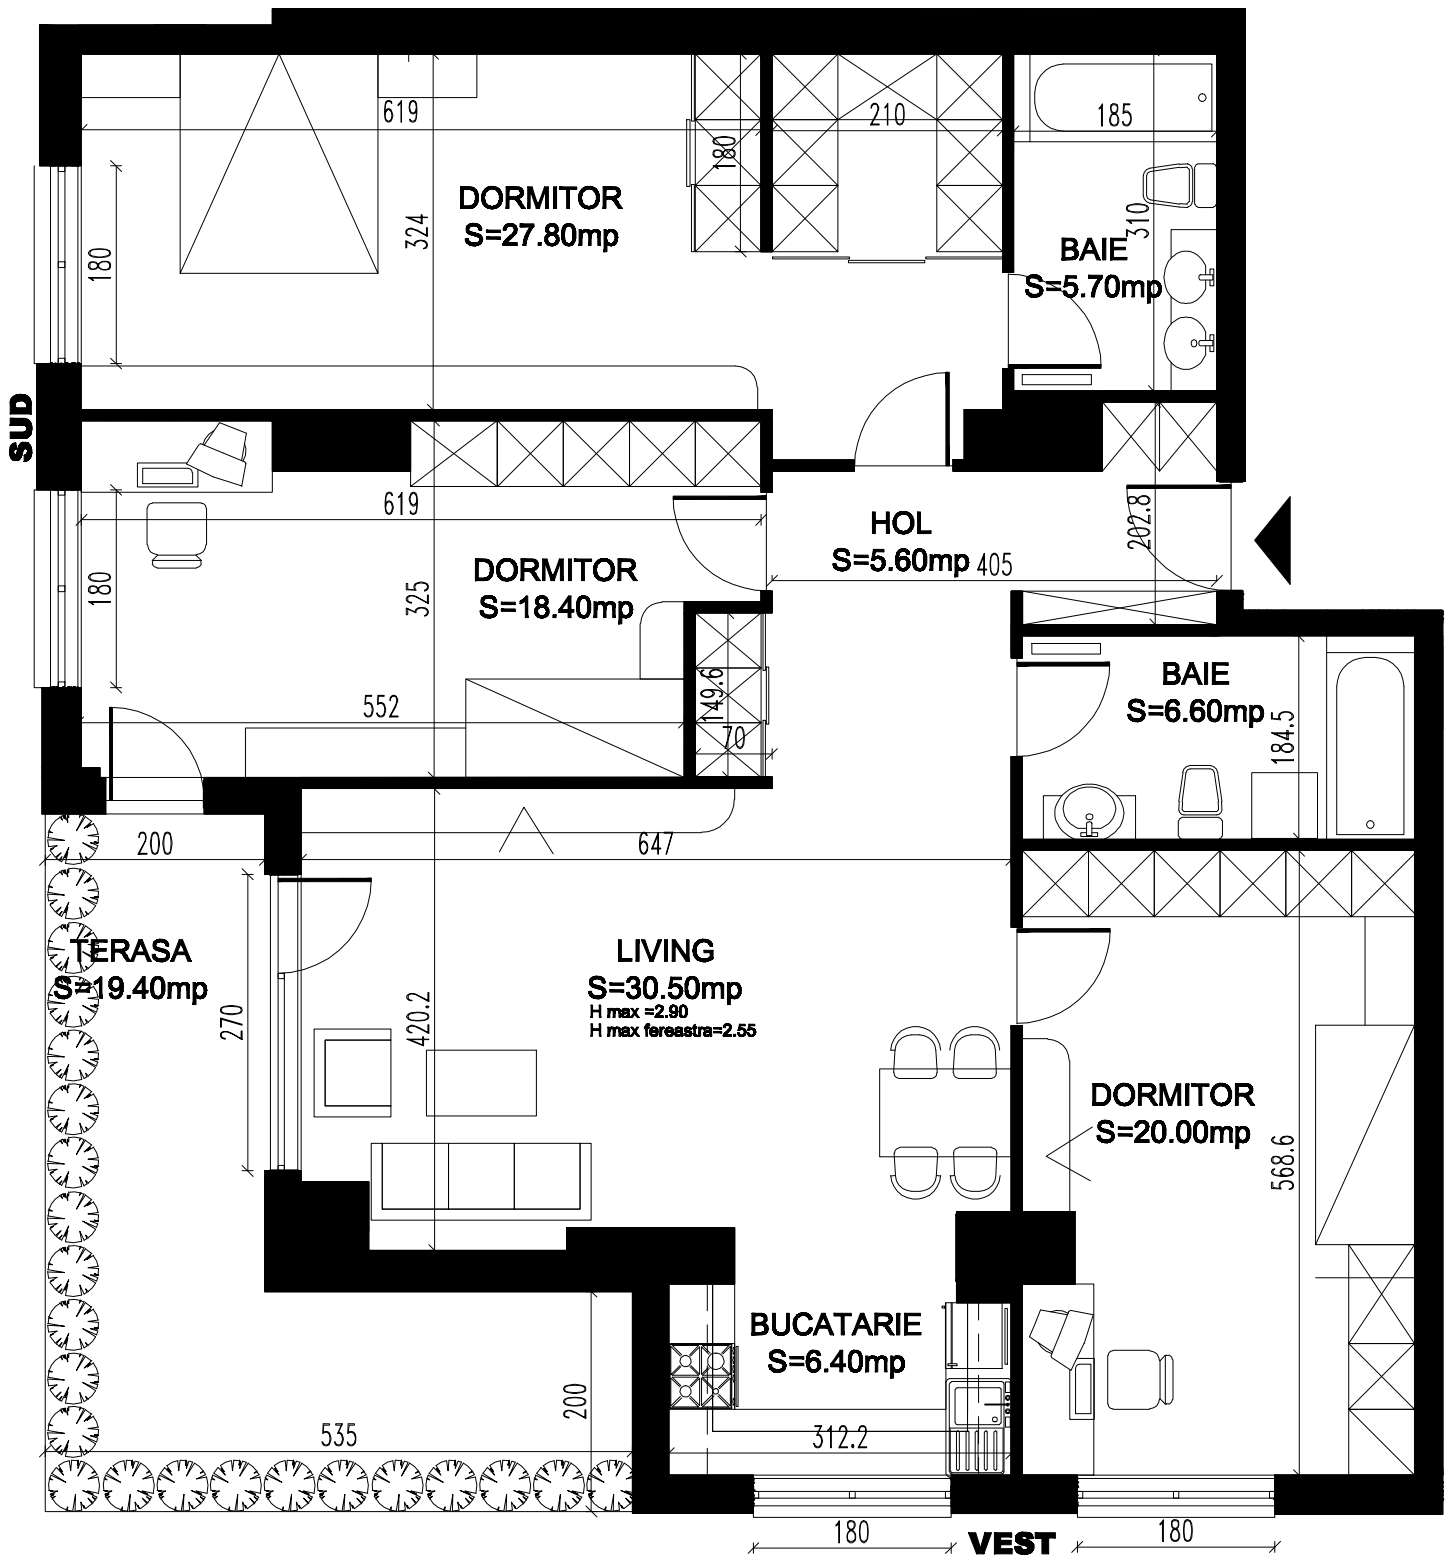 619
210
185
180
DORMITOR
S=27.80mp
324
310
180
BAIE
S=5.70mp
SUD
619
HOL
S=5.60mp
202.8
405
DORMITOR
S=18.40mp
180
325
BAIE
S=6.60mp
149.6
552
70
184.5
200
647
TERASA
S=19.40mp
LIVING
S=30.50mp
H max =2.90
H max fereastra=2.55
270
420.2
DORMITOR
S=20.00mp
568.6
BUCATARIE
S=6.40mp
200
535
312.2
180
VEST
180